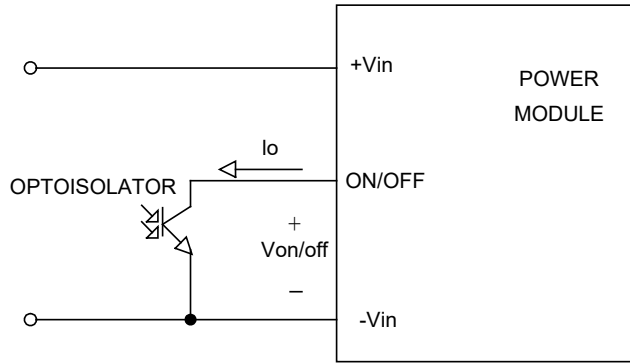 +Vin
POWER
MODULE
Io
OPTOISOLATOR
ON/OFF
+
Von/off
−
-Vin